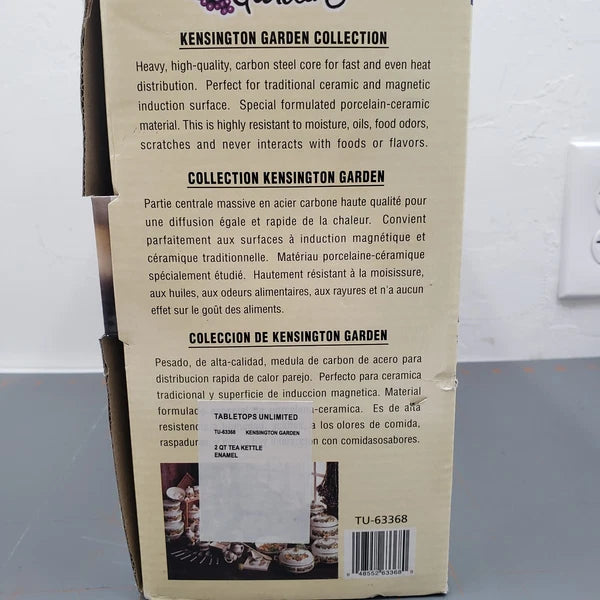 Garden
KENSINGTON GARDEN COLLECTION
Heavy, high-quality, carbon steel core for fast and even heat
distribution. Perfect for traditional ceramic and magnetic
induction surface. Special formulated porcelain-ceramic
material. This is highly resistant to moisture, oils, food odors,
scratches and never interacts with foods or flavors.
COLLECTION KENSINGTON GARDEN
Partie centrale massive en acier carbone haute qualité pour
une diffusion égale et rapide de la chaleur. Convient
parfaitement aux surfaces à induction magnétique et
céramique traditionnelle. Matériau porcelaine-céramique
spécialement étudié. Hautement résistant à la moisissure,
aux huiles, aux odeurs alimentaires, aux rayures et n'a aucun
effet sur le goût des aliments.
COLECCION DE KENSINGTON GARDEN
Pesado, de alta-calidad, medula de carbon de acero para
distribucion rapida de calor parejo. Perfecto para ceramica
tradicional y superficie de induccion magnetica. Material
formulac -ceramica. Es de alta
resistenc a los olores de comida,
raspadur con comidasosabores.
TABLETOPS UNLIMITED
TU-63368 KENSINGTON GARDEN
2 QT TEA KETTLE
ENAMEL
TU-63368
48552 63368